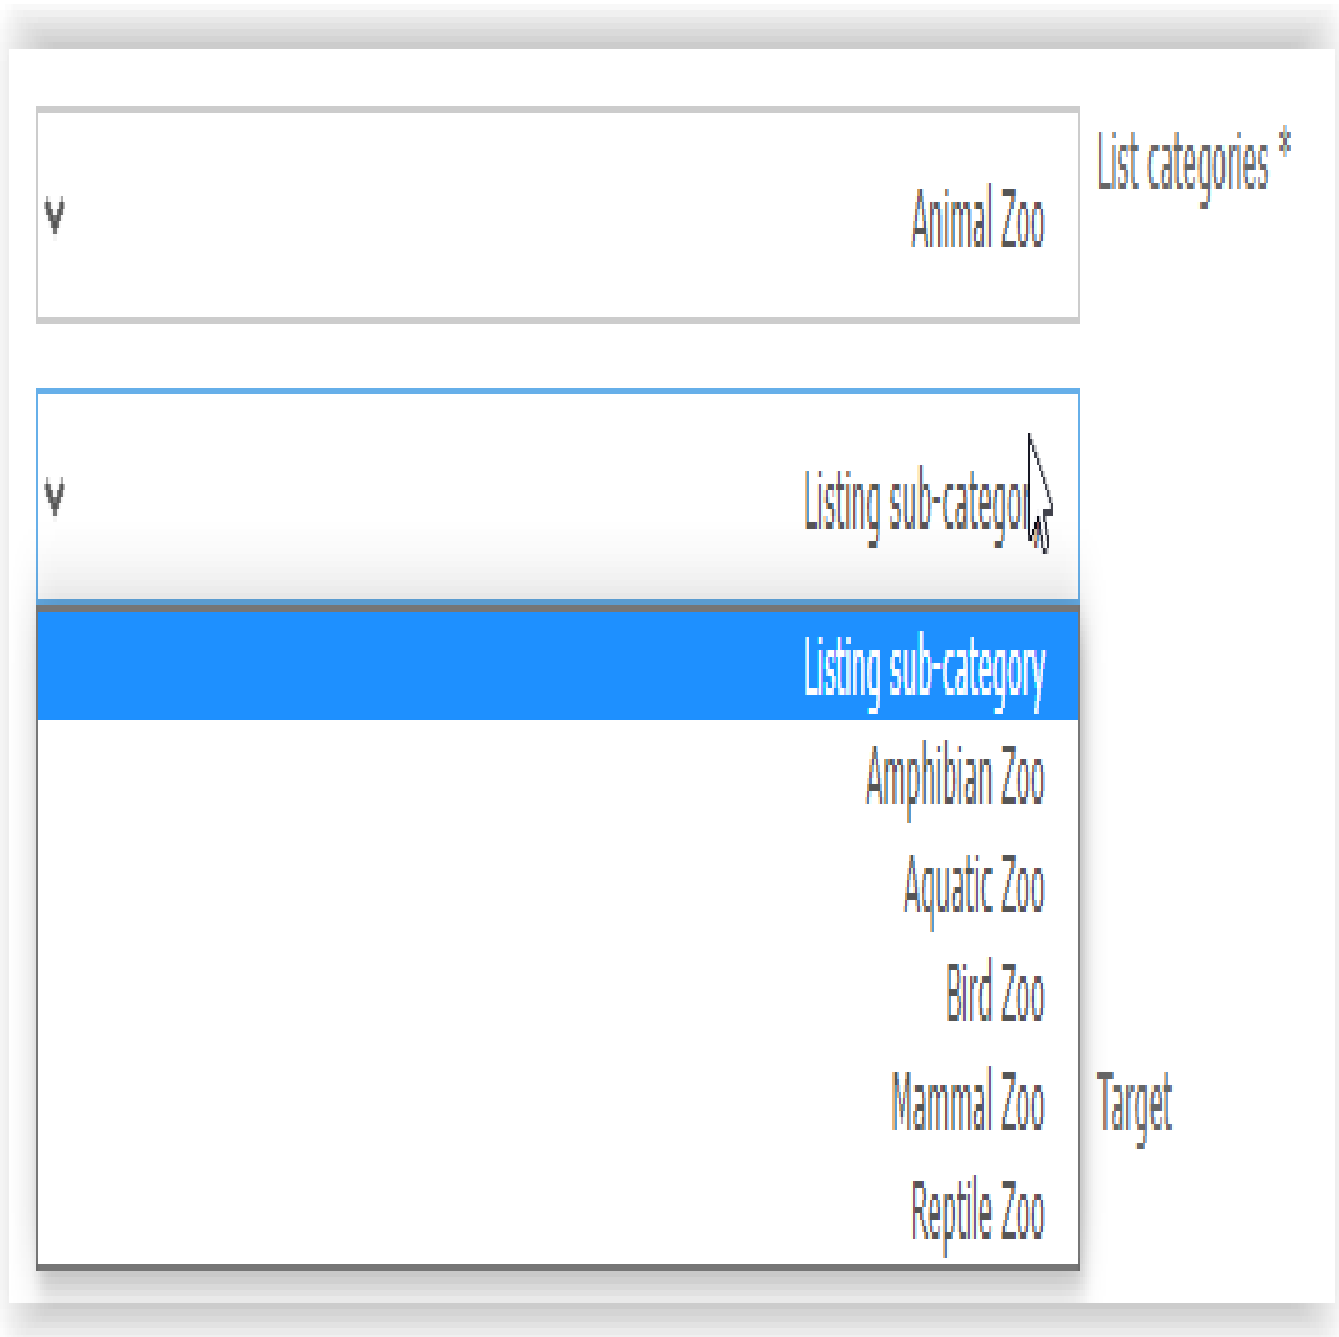 List categories *
Animal Zoo
Listing sub-categor
Listing sub-category
Amphibian Zoo
Aquatic Zoo
Bird Zoo
Mammal Zoo
Target
Reptile Zoo